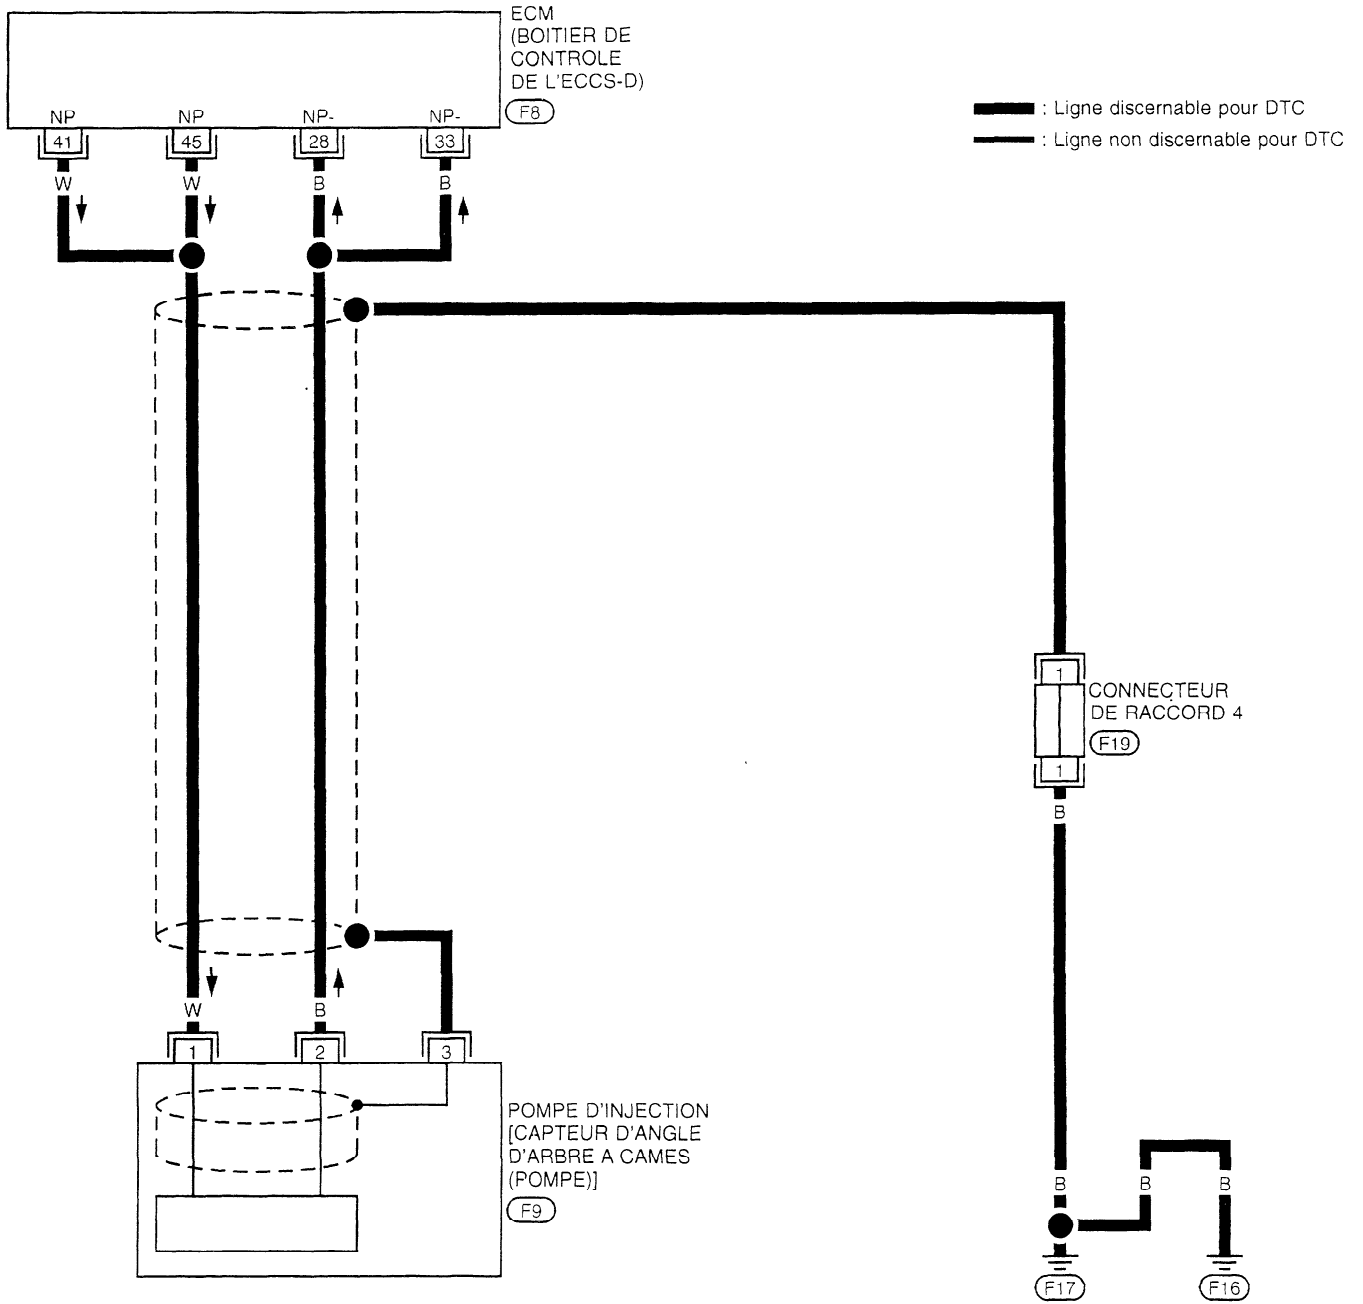 ECM
(BOITIER DE
CONTROLE
DE L'ECCS-D)
F8
NP NP NP- NP-
41 45 28 33
W W B B
: Ligne discernable pour DTC
: Ligne non discernable pour DTC
1
CONNECTEUR
DE RACCORD 4
F19
1
B
W B
1 2 3
POMPE D'INJECTION
[CAPTEUR D'ANGLE
D'ARBRE A CAMES
(POMPE)]
F9
B B B
F17 F16